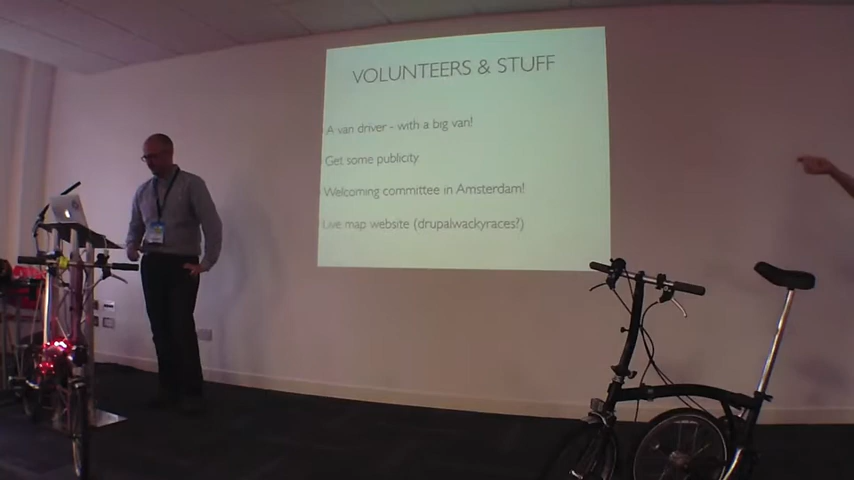 VOLUNTEERS & STUFF
A van driver - with a big van!
Get some publicity
Welcoming committee in Amsterdam!
Live map website (drupalwackyraces?)